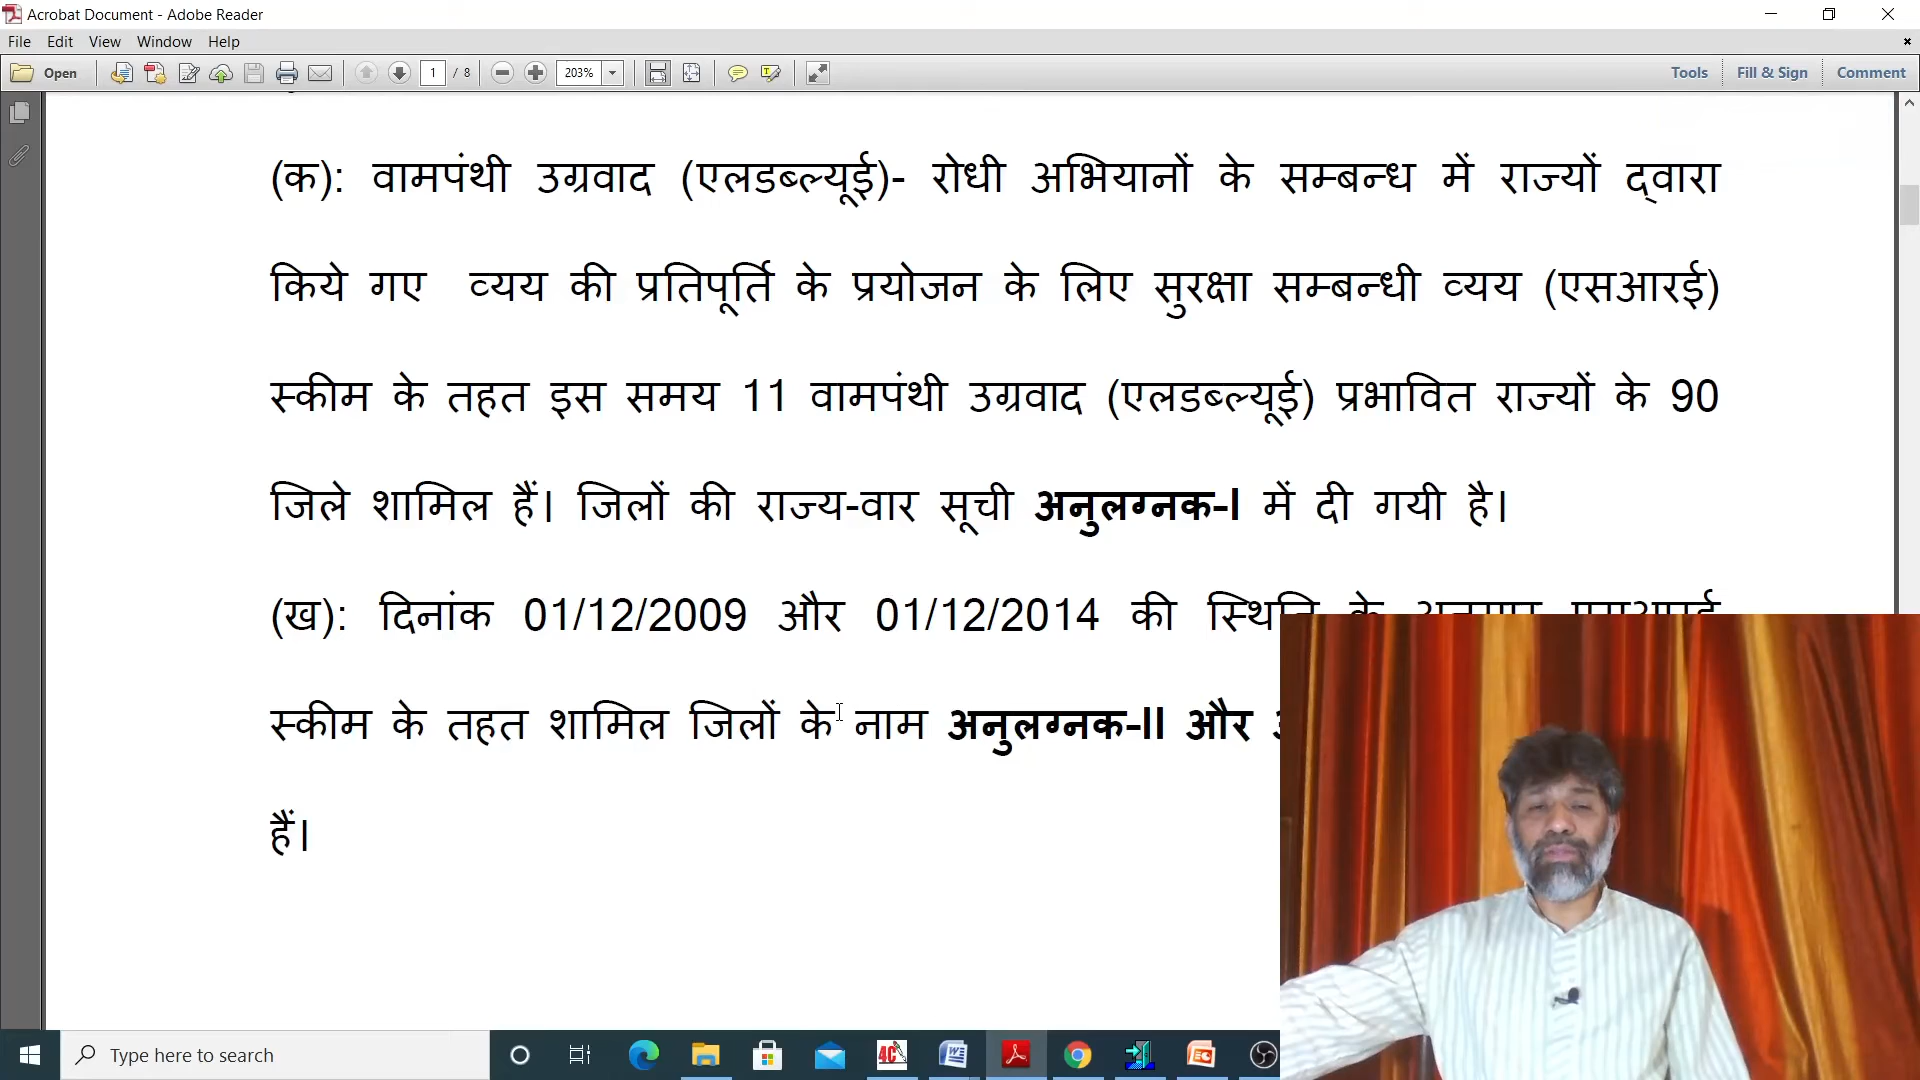 Acrobat Document - Adobe Reader
File Edit View Window Help
Open 1 / 8 203% Tools Fill & Sign Comment
(क): वामपंथी उग्रवाद (एलडब्ल्यूई)- रोधी अभियानों के सम्बन्ध में राज्यों द्वारा
किये गए व्यय की प्रतिपूर्ति के प्रयोजन के लिए सुरक्षा सम्बन्धी व्यय (एसआरई)
स्कीम के तहत इस समय 11 वामपंथी उग्रवाद (एलडब्ल्यूई) प्रभावित राज्यों के 90
जिले शामिल हैं। जिलों की राज्य-वार सूची अनुलग्नक-I में दी गयी है।
(ख): दिनांक 01/12/2009 और 01/12/2014 की
स्कीम के तहत शामिल जिलों के नाम अनुलग्नक-II और
हैं।
Type here to search